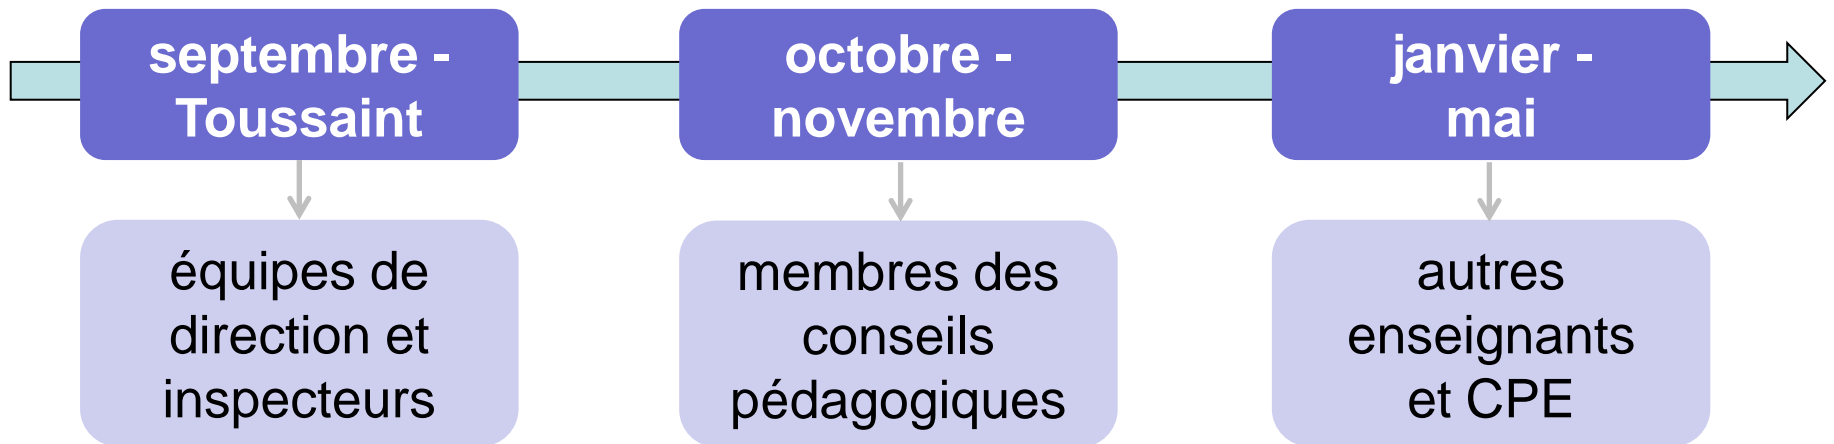 septembre -
Toussaint
octobre -
novembre
janvier -
mai
équipes de
direction et
inspecteurs
membres des
conseils
pédagogiques
autres
enseignants
et CPE